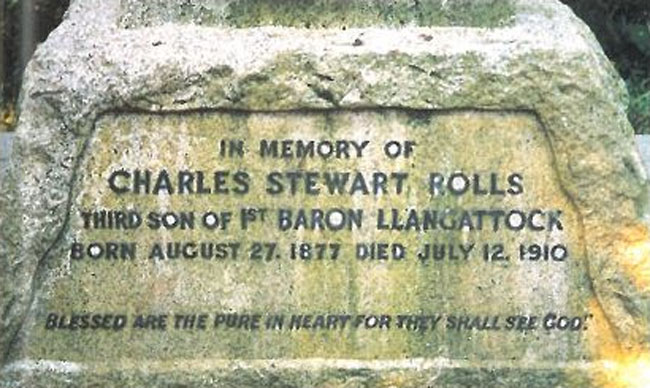 IN MEMORY OF
CHARLES STEWART ROLLS
THIRD SON OF 1ST BARON LLANGATTOCK
BORN AUGUST 27. 1877 DIED JULY 12. 1910
BLESSED ARE THE PURE IN HEART FOR THEY SHALL SEE GOD."